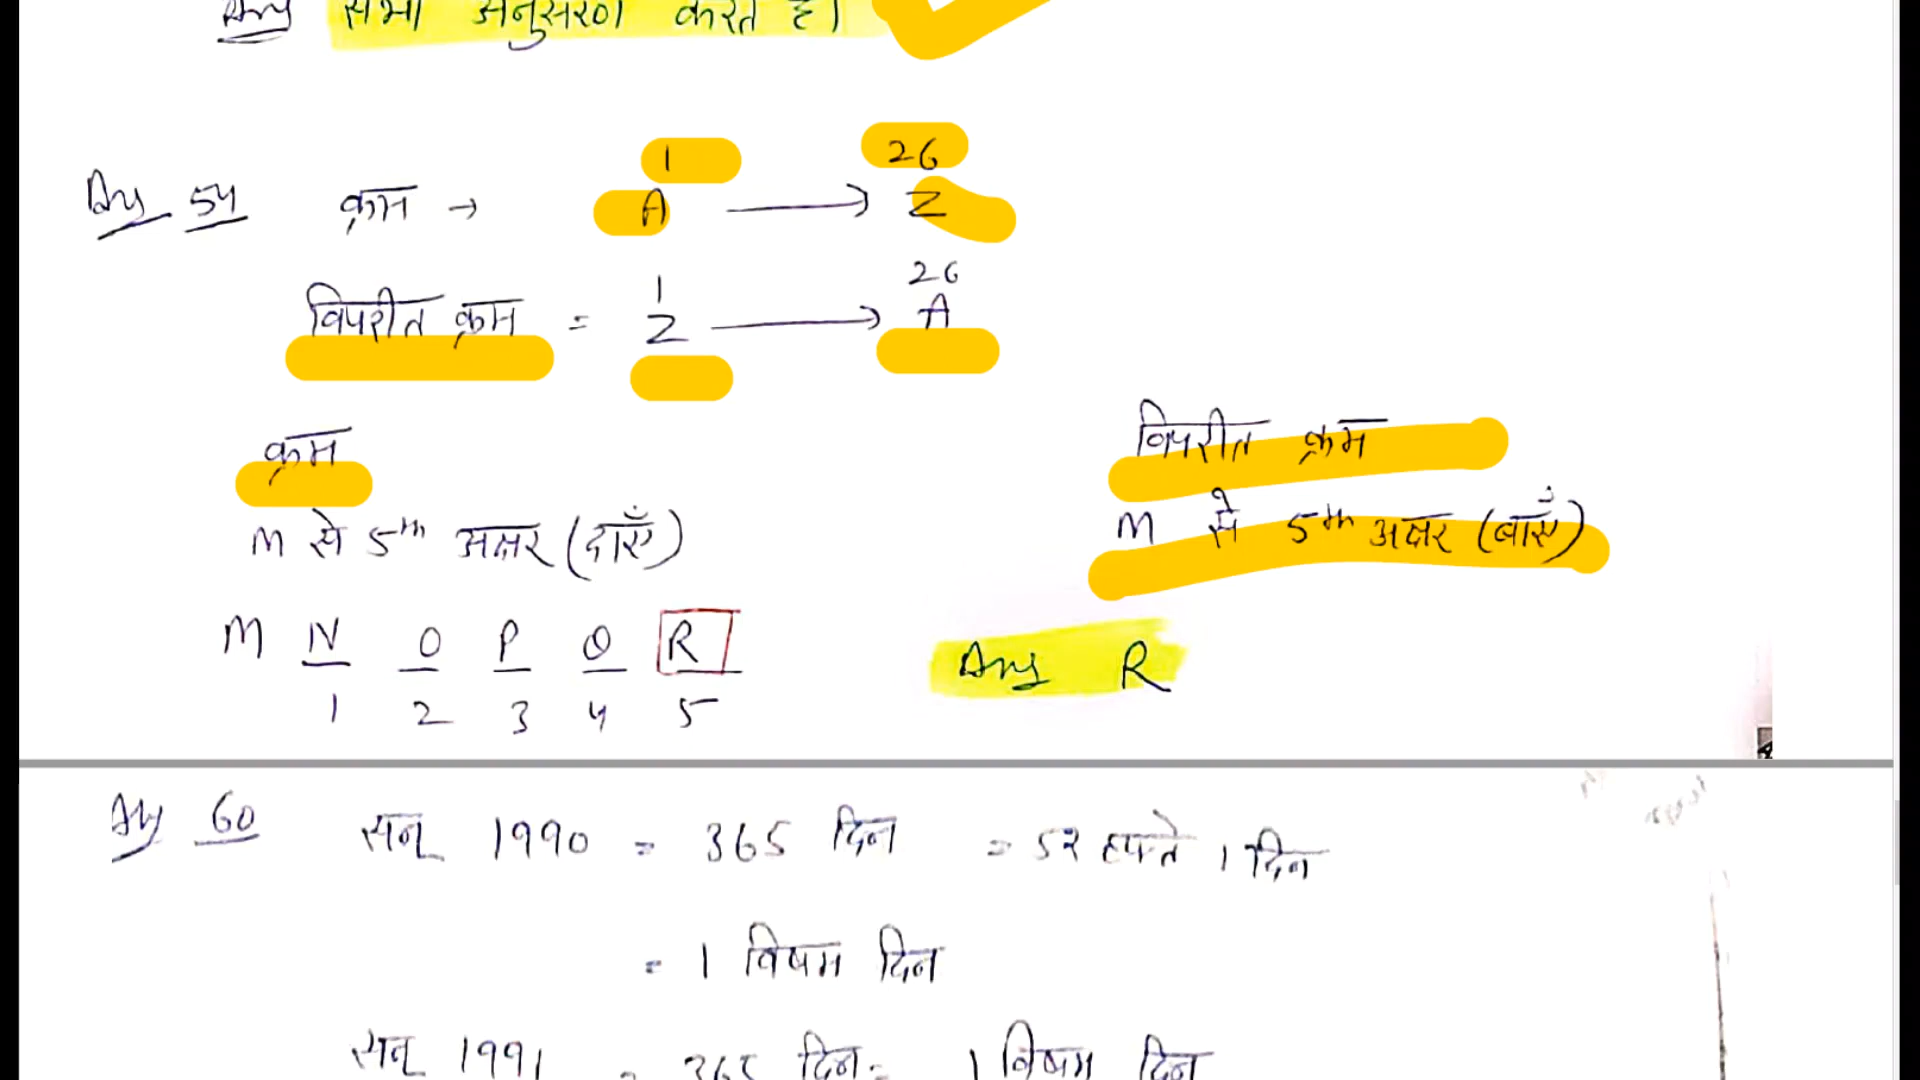 Ans सभी अनुसरण करते है।
1 26
Ans 54 क्रम → A ⟶ Z
1 26
विपरीत क्रम = Z ⟶ A
क्रम
M से 5th अक्षर (दाएँ)
विपरीत क्रम
M से 5th अक्षर (बाएँ)
M N O P Q R
1 2 3 4 5
Ans R
Ans 60 सन् 1990 = 365 दिन = 52 हफ्ते 1 दिन
= 1 विषम दिन
सन् 1991 = 365 दिन = 1 विषम दिन